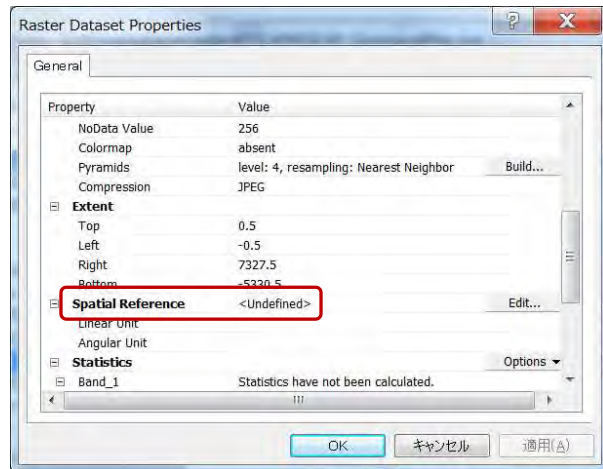 Raster Dataset Properties
General
Property Value
NoData Value 256
Colormap absent
Pyramids level: 4, resampling: Nearest Neighbor Build...
Compression JPEG
Extent
Top 0.5
Left -0.5
Right 7327.5
Bottom -5330.5
Spatial Reference <Undefined> Edit...
Linear Unit
Angular Unit
Statistics Options
Band_1 Statistics have not been calculated.
OK キャンセル 適用(A)